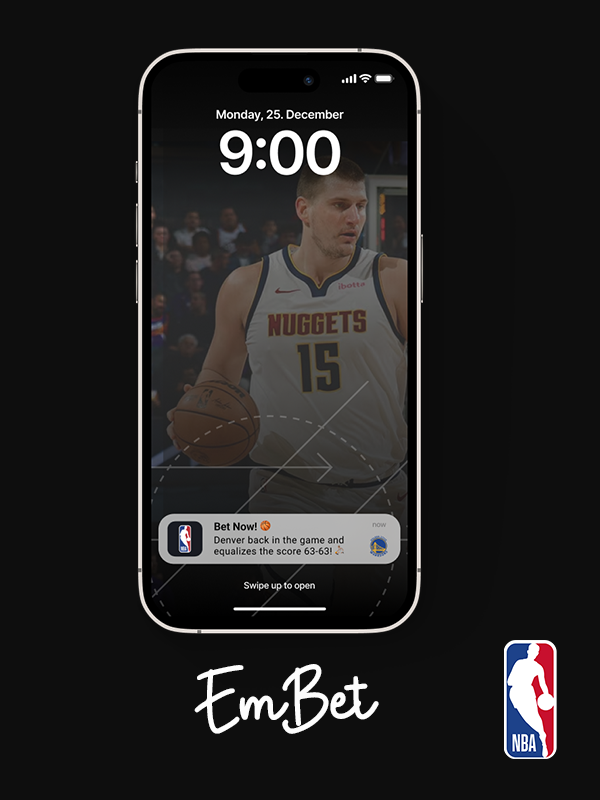 Monday, 25. December
9:00
ibotta
NUGGETS
15
Bet Now! 🏀
now
Denver back in the game and
equalizes the score 63-63! ⛹🏻
NBA
Swipe up to open
EmBet
NBA